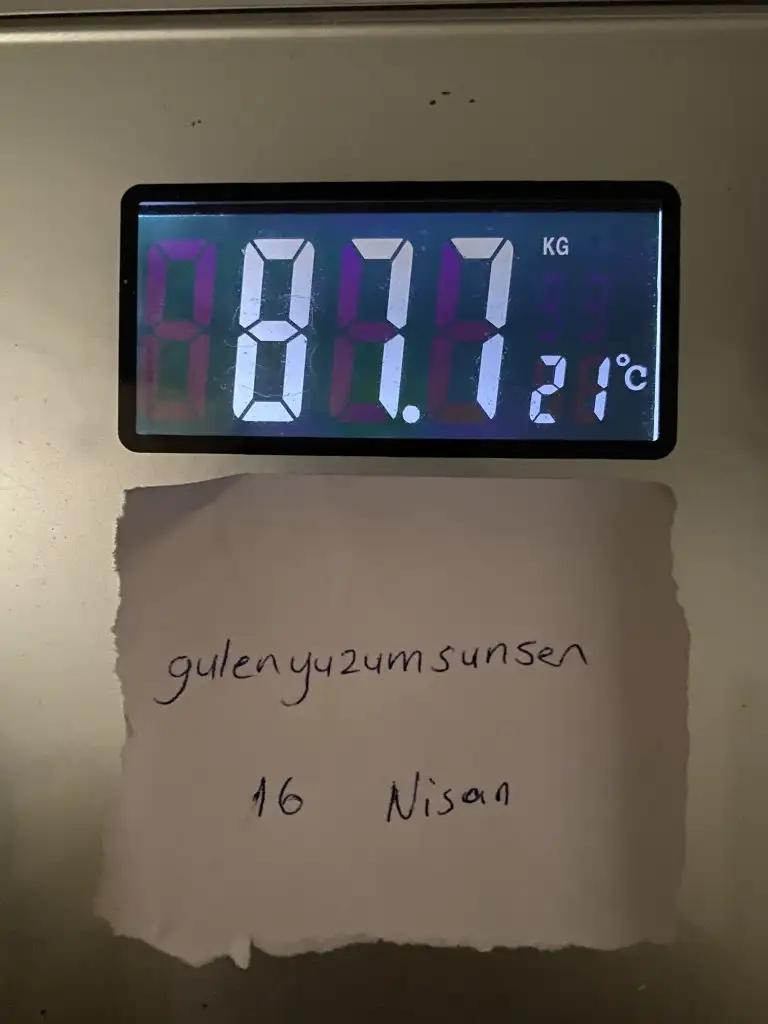 87.7 KG
21°C
gulenyuzumsunsen
16 Nisan